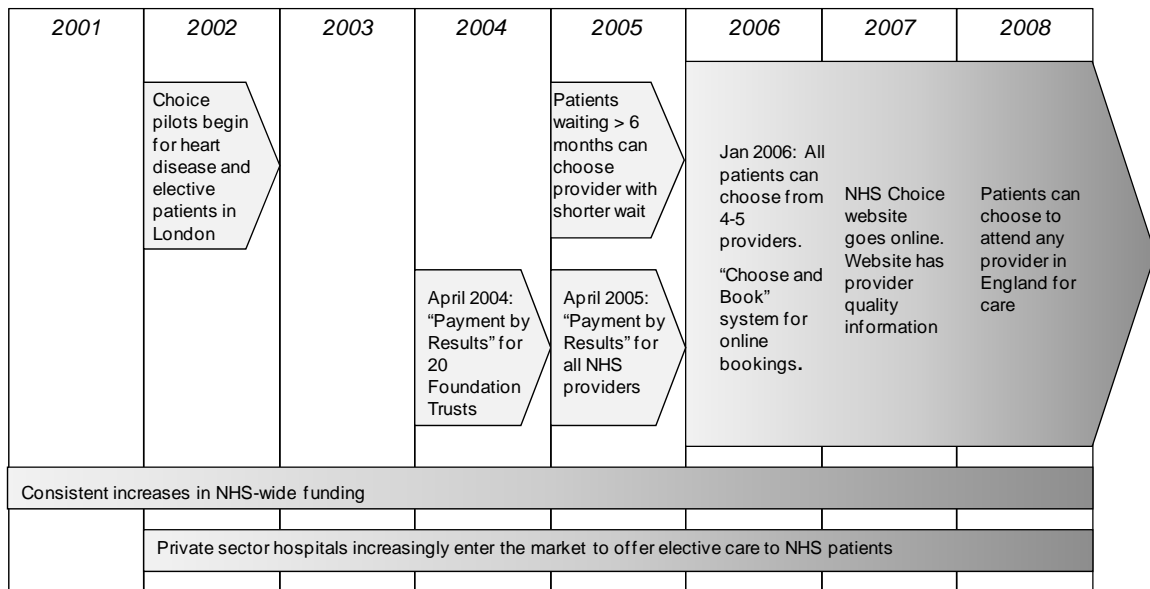 2001 2002 2003 2004 2005 2006 2007 2008
Choice
pilots begin
for heart
disease and
elective
patients in
London
Patients
waiting > 6
months can
choose
provider with
shorter wait
April 2004:
“Payment by
Results” for
20
Foundation
Trusts
April 2005:
“Payment by
Results” for
all NHS
providers
Jan 2006: All
patients can
choose from
4-5
providers.
“Choose and
Book”
system for
online
bookings.
NHS Choice
website
goes online.
Website has
provider
quality
information
Patients can
choose to
attend any
provider in
England for
care
Consistent increases in NHS-wide funding
Private sector hospitals increasingly enter the market to offer elective care to NHS patients